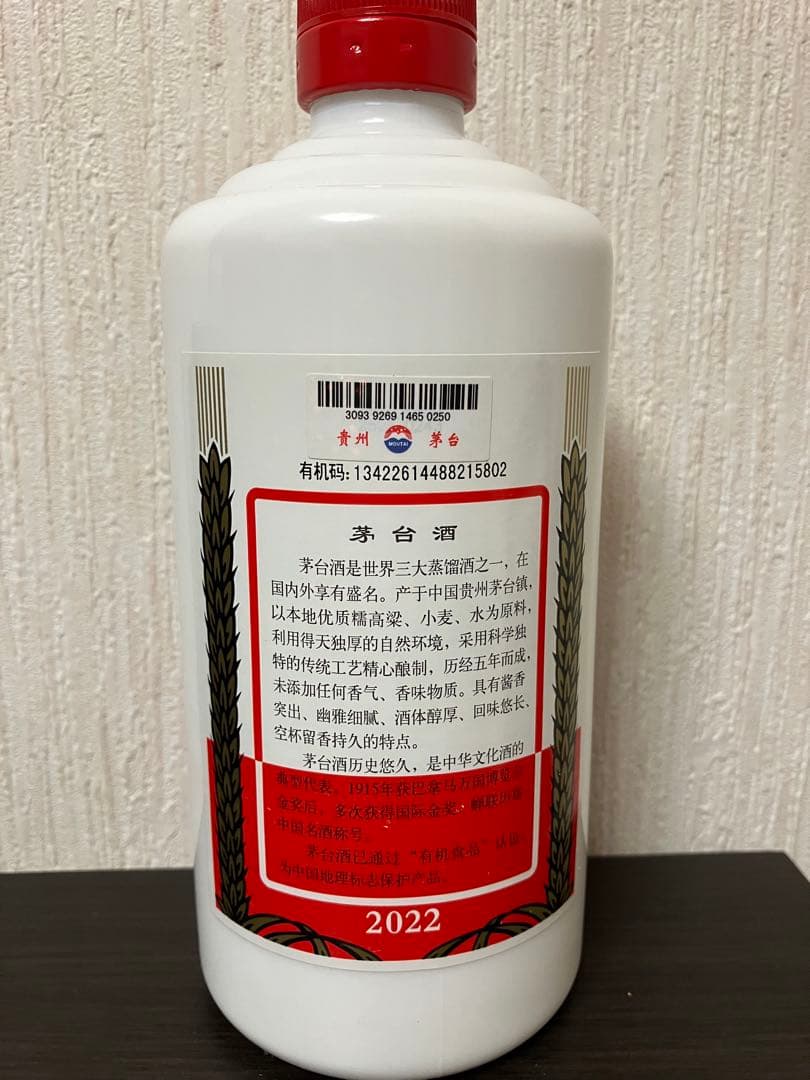 3093 9269 1465 0250
贵州 MOUTAI 茅台
有机码:13422614488215802
茅台酒
茅台酒是世界三大蒸馏酒之一，在
国内外享有盛名。产于中国贵州茅台镇，
以本地优质糯高粱、小麦、水为原料，
利用得天独厚的自然环境，采用科学独
特的传统工艺精心酿制，历经五年而成，
未添加任何香气、香味物质。具有酱香
突出、幽雅细腻、酒体醇厚、回味悠长、
空杯留香持久的特点。
茅台酒历史悠久，是中华文化酒的
典型代表。1915年获巴拿马万国博览会
金奖后，多次获得国际金奖，蝉联历届
中国名酒称号。
茅台酒已通过“有机食品”认证，
为中国地理标志保护产品。
2022